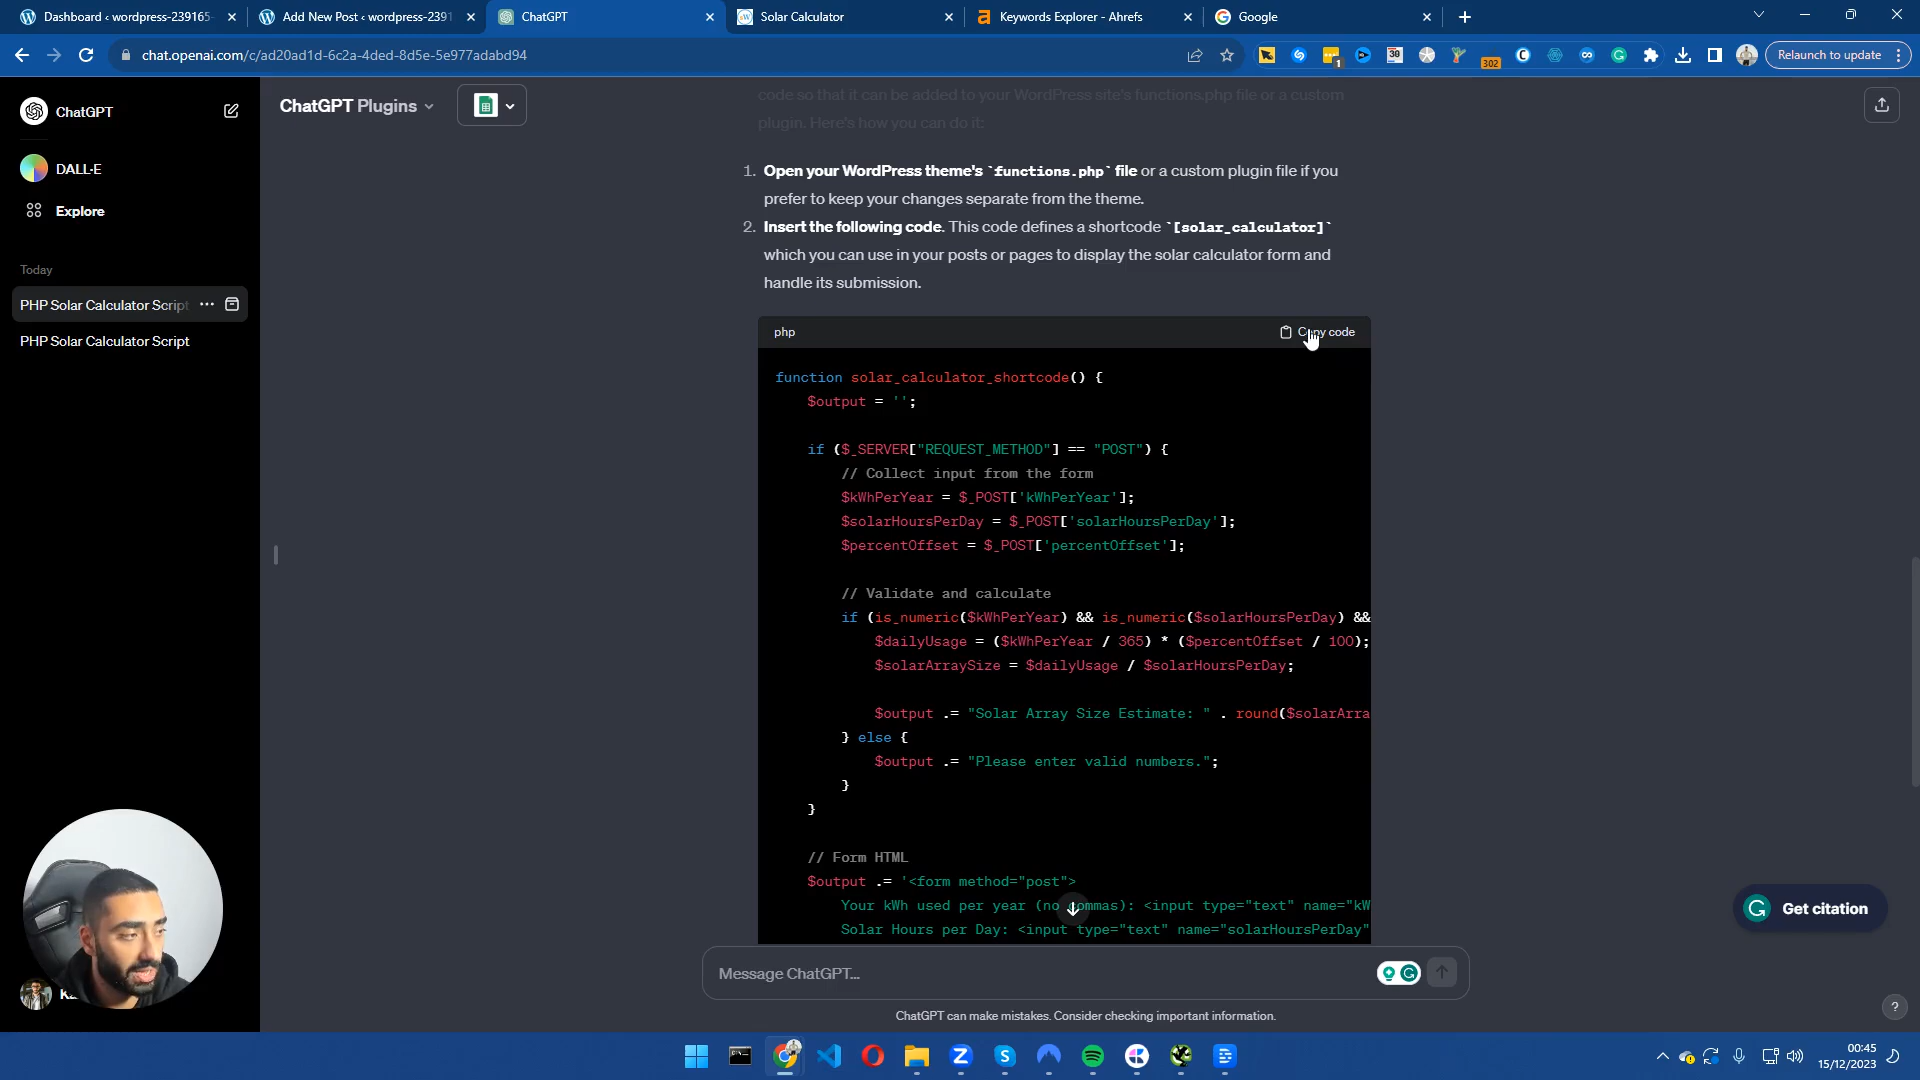 Dashboard ‹ wordpress-239165-
Add New Post ‹ wordpress-2391
ChatGPT
Solar Calculator
Keywords Explorer - Ahrefs
Google
chat.openai.com/c/ad20ad1d-6c2a-4ded-8d5e-5e977adabd94
1
30
302
Relaunch to update
ChatGPT
DALL·E
Explore
Today
PHP Solar Calculator Script
PHP Solar Calculator Script
ChatGPT Plugins
code so that it can be added to your WordPress site's functions.php file or a custom
plugin. Here's how you can do it:
1. Open your WordPress theme's `functions.php` file or a custom plugin file if you
prefer to keep your changes separate from the theme.
2. Insert the following code. This code defines a shortcode `[solar_calculator]`
which you can use in your posts or pages to display the solar calculator form and
handle its submission.
php
Copy code
function solar_calculator_shortcode() {
$output = '';
if ($_SERVER["REQUEST_METHOD"] == "POST") {
// Collect input from the form
$kWhPerYear = $_POST['kWhPerYear'];
$solarHoursPerDay = $_POST['solarHoursPerDay'];
$percentOffset = $_POST['percentOffset'];
// Validate and calculate
if (is_numeric($kWhPerYear) && is_numeric($solarHoursPerDay) &&
$dailyUsage = ($kWhPerYear / 365) * ($percentOffset / 100);
$solarArraySize = $dailyUsage / $solarHoursPerDay;
$output .= "Solar Array Size Estimate: " . round($solarArra
} else {
$output .= "Please enter valid numbers.";
}
}
// Form HTML
$output .= '<form method="post">
Your kWh used per year (no commas): <input type="text" name="kW
Solar Hours per Day: <input type="text" name="solarHoursPerDay"
Get citation
Message ChatGPT...
ChatGPT can make mistakes. Consider checking important information.
?
00:45
15/12/2023